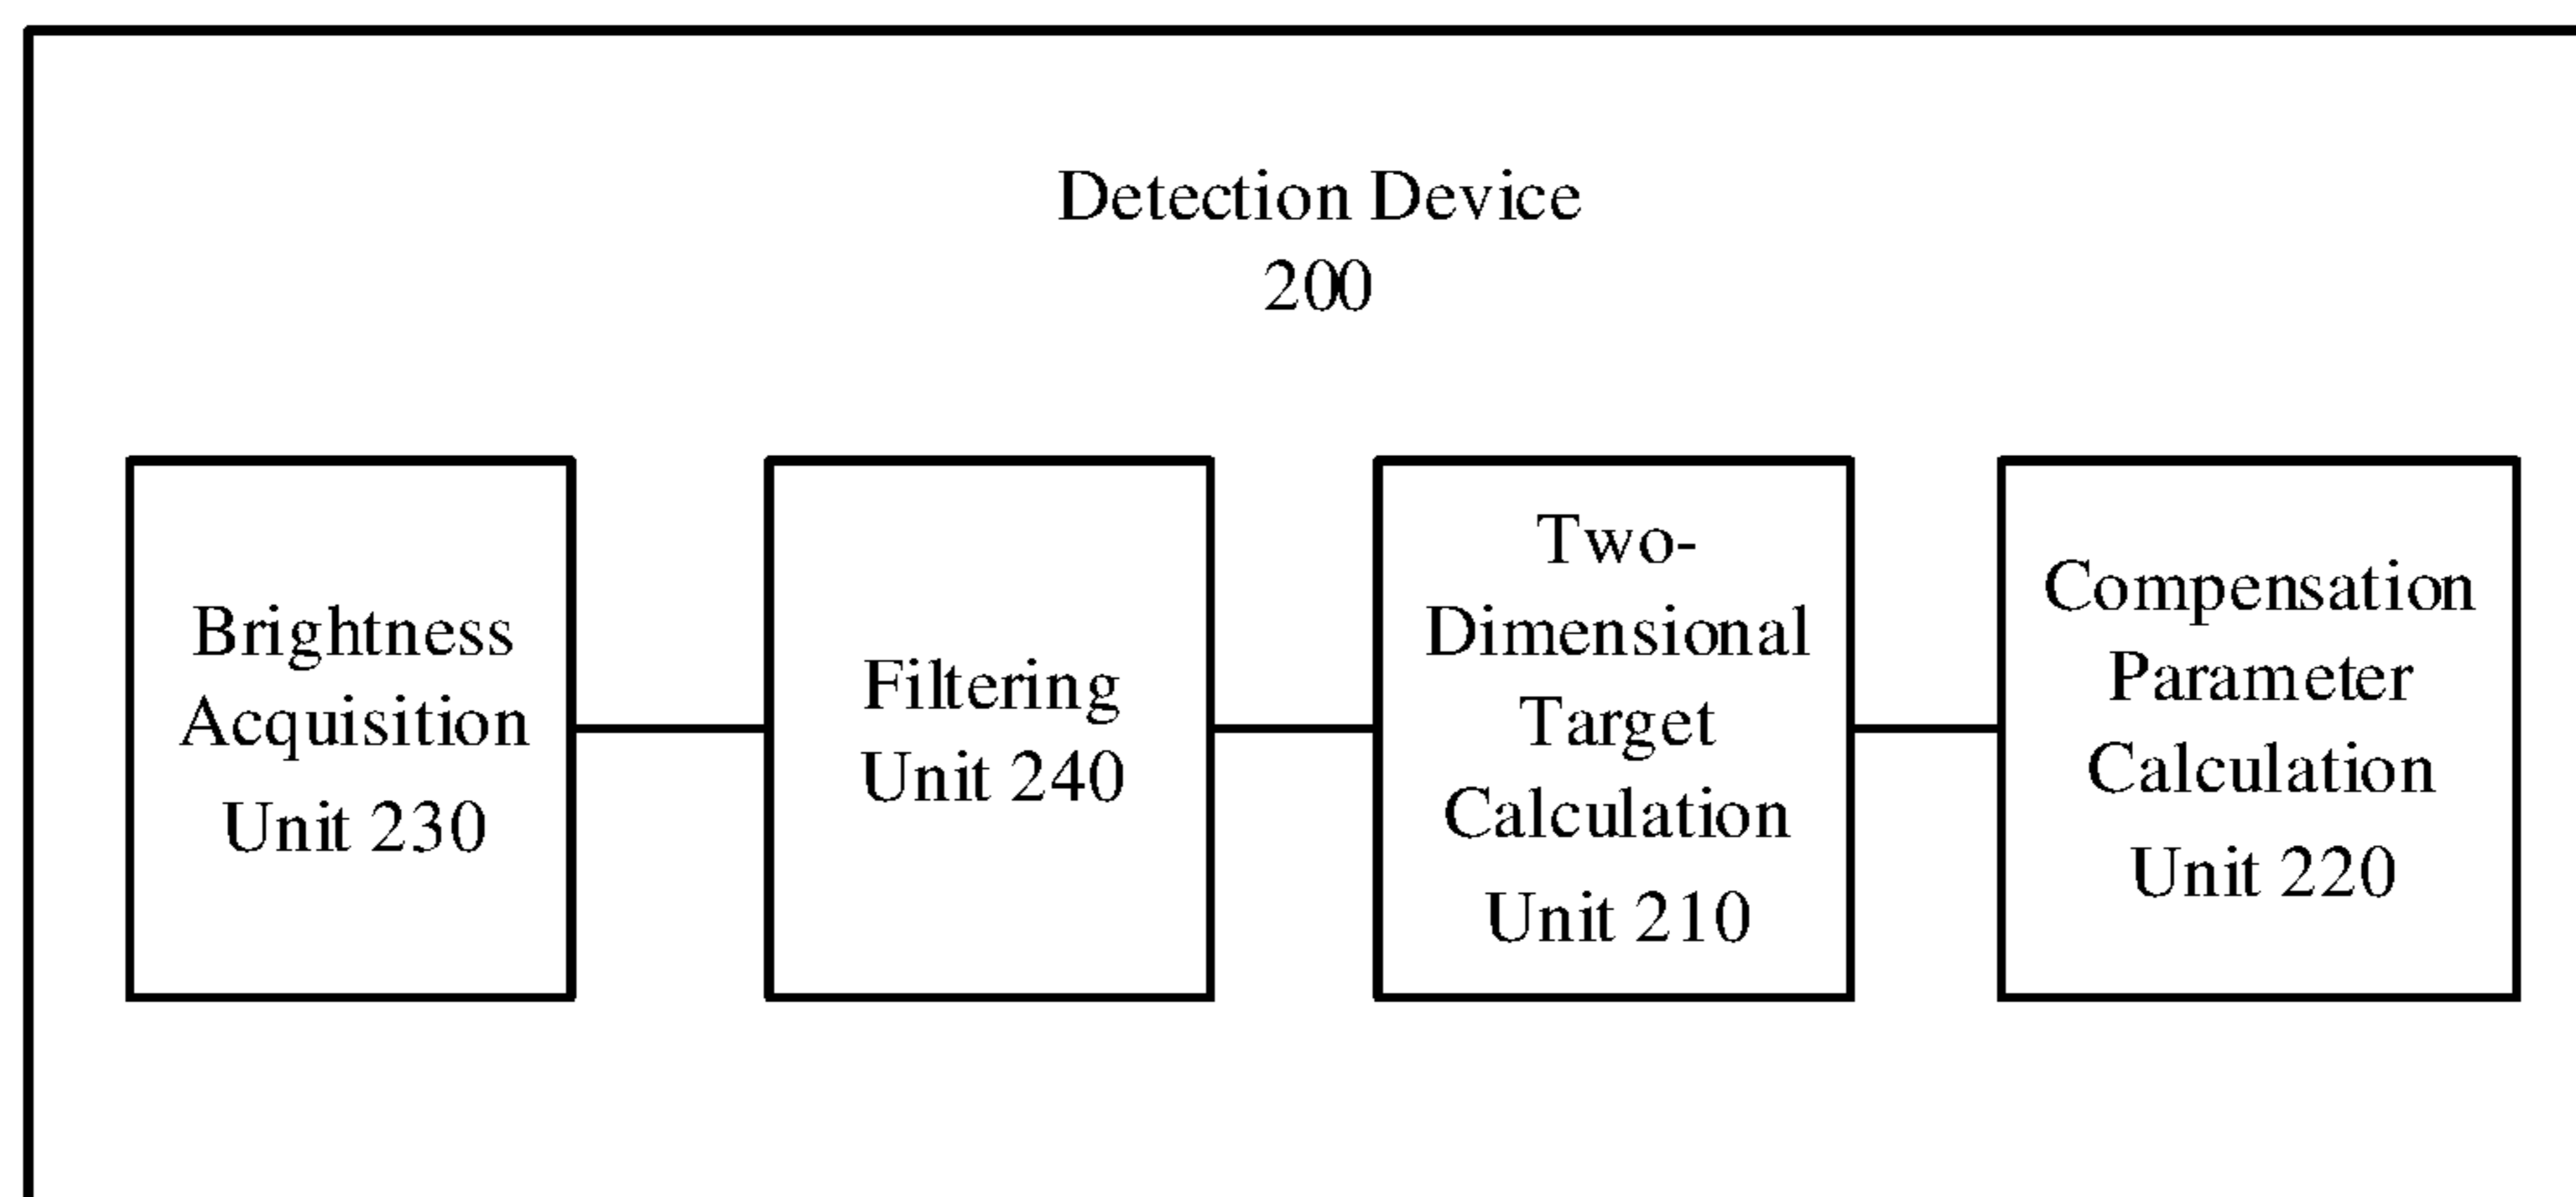 Detection Device
200
Brightness
Acquisition
Unit 230
Filtering
Unit 240
Two-
Dimensional
Target
Calculation
Unit 210
Compensation
Parameter
Calculation
Unit 220